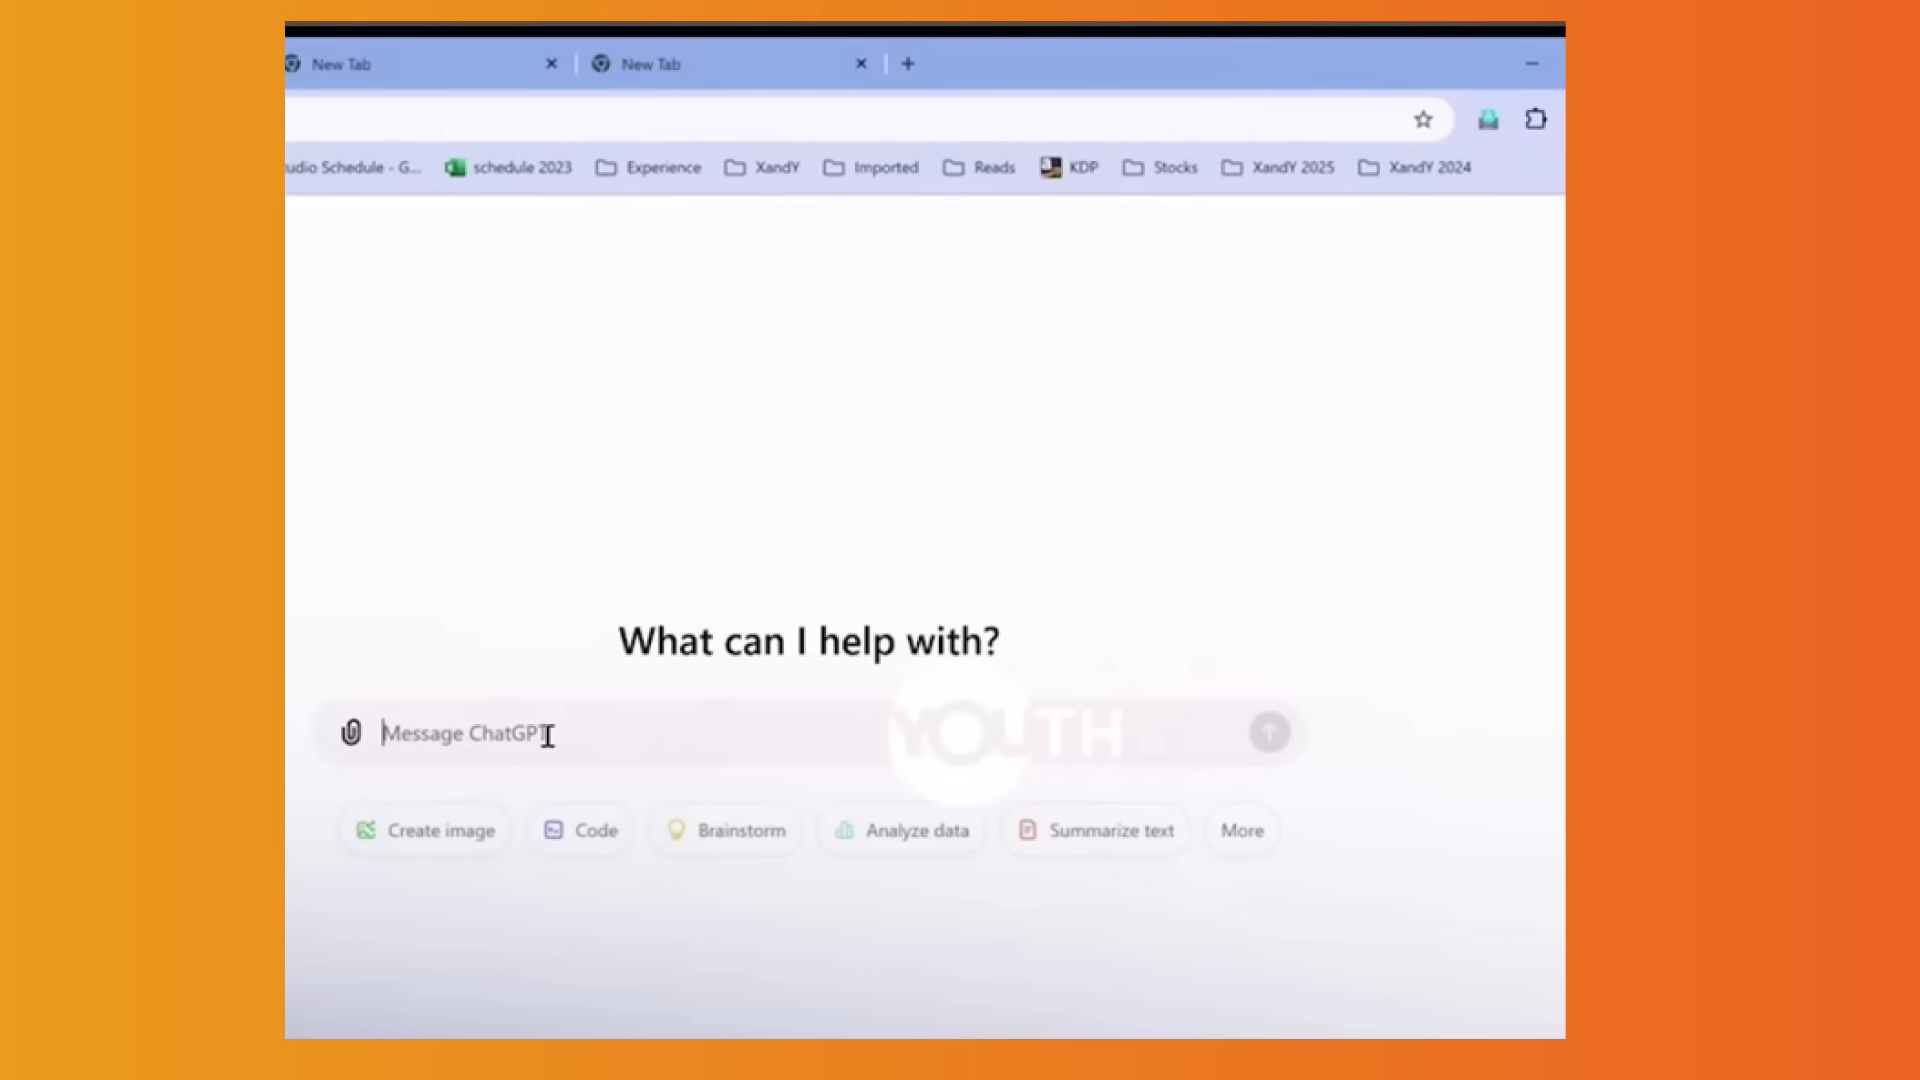 New Tab
New Tab
udio Schedule - G...
schedule 2023
Experience
XandY
Imported
Reads
KDP
Stocks
XandY 2025
XandY 2024
What can I help with?
Message ChatGPT
YOUTH
Create image
Code
Brainstorm
Analyze data
Summarize text
More